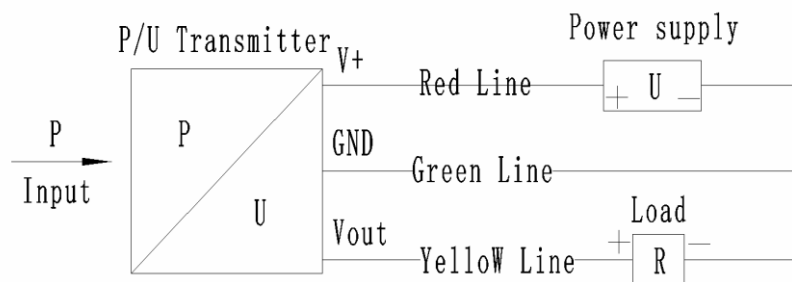 P/U Transmitter
Power supply
V+
Red Line
+ U −
P
Input
P
GND
Green Line
U
Vout
YelloW Line
Load
+ R −